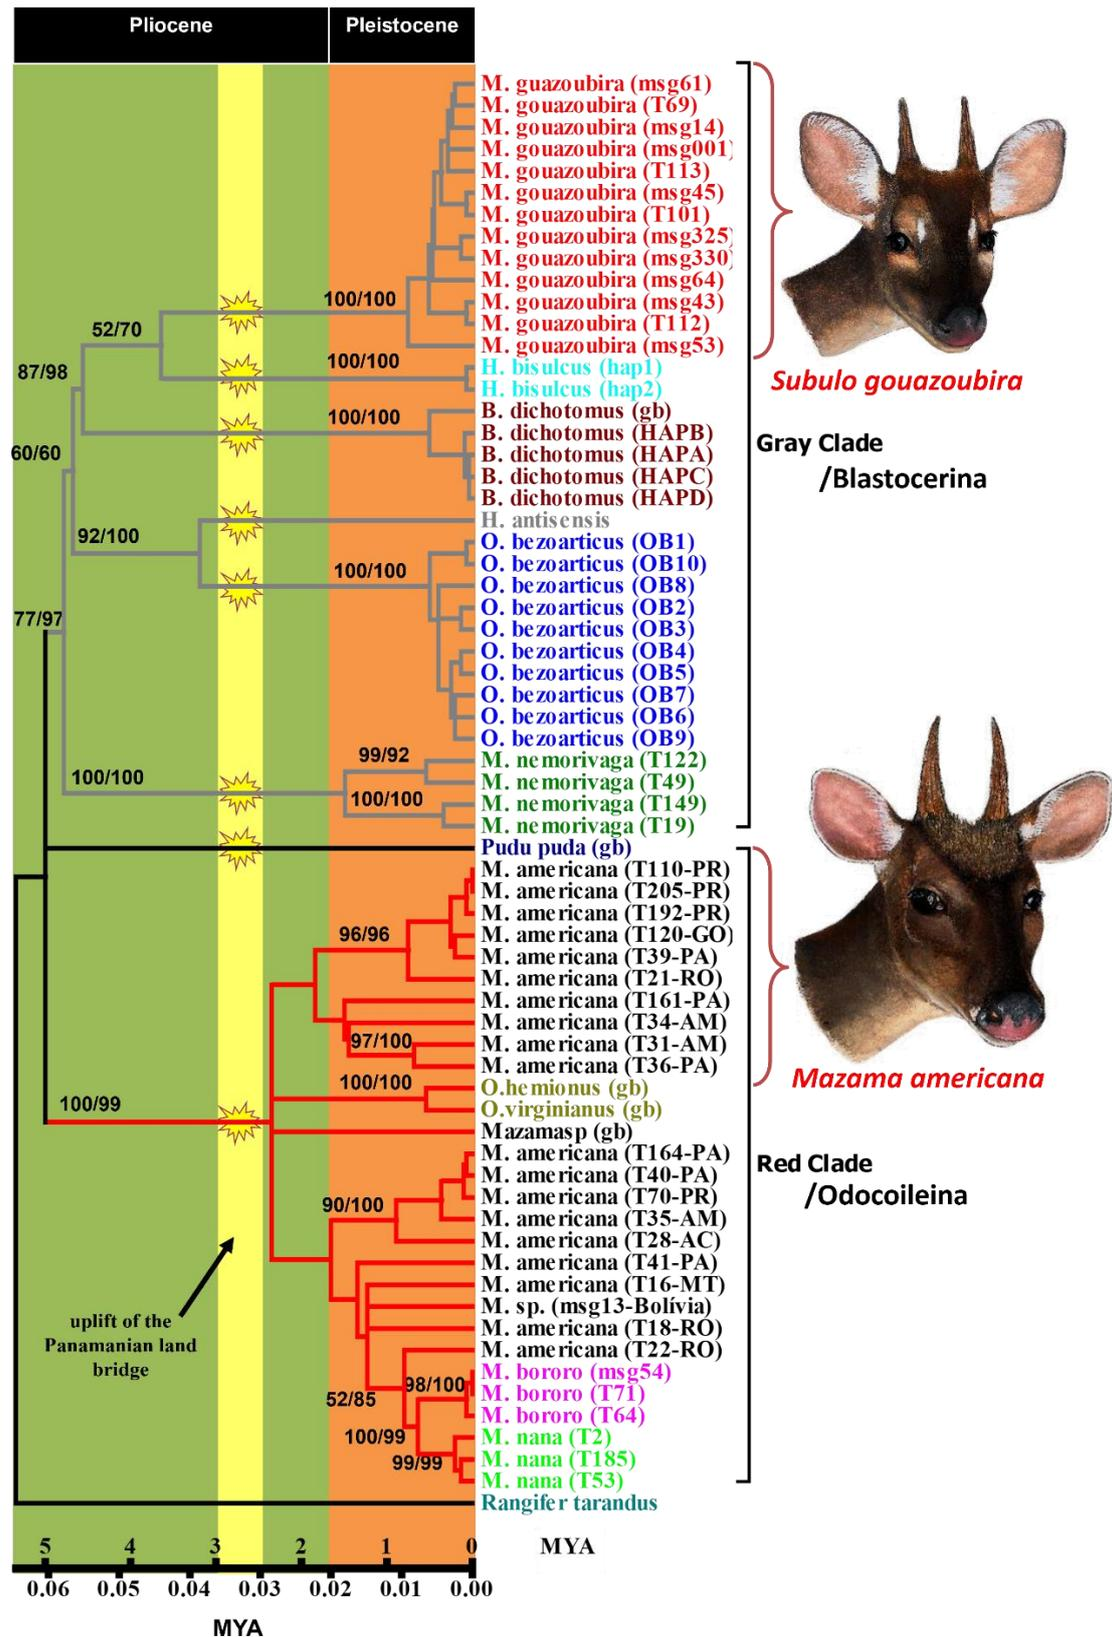 Pliocene
Pleistocene
M. guazoubira (msg61)
M. gouazoubira (T69)
M. gouazoubira (msg14)
M. gouazoubira (msg001)
M. gouazoubira (T113)
M. gouazoubira (msg45)
M. gouazoubira (T101)
M. gouazoubira (msg325)
M. gouazoubira (msg330)
M. gouazoubira (msg64)
M. gouazoubira (msg43)
M. gouazoubira (T112)
M. gouazoubira (msg53)
H. bisulcus (hap1)
H. bisulcus (hap2)
B. dichotomus (gb)
B. dichotomus (HAPB)
B. dichotomus (HAPA)
B. dichotomus (HAPC)
B. dichotomus (HAPD)
H. antisensis
O. bezoarticus (OB1)
O. bezoarticus (OB10)
O. bezoarticus (OB8)
O. bezoarticus (OB2)
O. bezoarticus (OB3)
O. bezoarticus (OB4)
O. bezoarticus (OB5)
O. bezoarticus (OB7)
O. bezoarticus (OB6)
O. bezoarticus (OB9)
M. nemorivaga (T122)
M. nemorivaga (T49)
M. nemorivaga (T149)
M. nemorivaga (T19)
Pudu puda (gb)
M. americana (T110-PR)
M. americana (T205-PR)
M. americana (T192-PR)
M. americana (T120-GO)
M. americana (T39-PA)
M. americana (T21-RO)
M. americana (T161-PA)
M. americana (T34-AM)
M. americana (T31-AM)
M. americana (T36-PA)
O.hemionus (gb)
O.virginianus (gb)
Mazamasp (gb)
M. americana (T164-PA)
M. americana (T40-PA)
M. americana (T70-PR)
M. americana (T35-AM)
M. americana (T28-AC)
M. americana (T41-PA)
M. americana (T16-MT)
M. sp. (msg13-Bolívia)
M. americana (T18-RO)
M. americana (T22-RO)
M. bororo (msg54)
M. bororo (T71)
M. bororo (T64)
M. nana (T2)
M. nana (T185)
M. nana (T53)
Rangifer tarandus
100/100
52/70
100/100
87/98
100/100
60/60
92/100
100/100
77/97
99/92
100/100
100/100
96/96
97/100
100/100
100/99
90/100
98/100
52/85
100/99
99/99
uplift of the
Panamanian land
bridge
Subulo gouazoubira
Gray Clade
/Blastocerina
Mazama americana
Red Clade
/Odocoileina
5 4 3 2 1 0 MYA
0.06 0.05 0.04 0.03 0.02 0.01 0.00
MYA